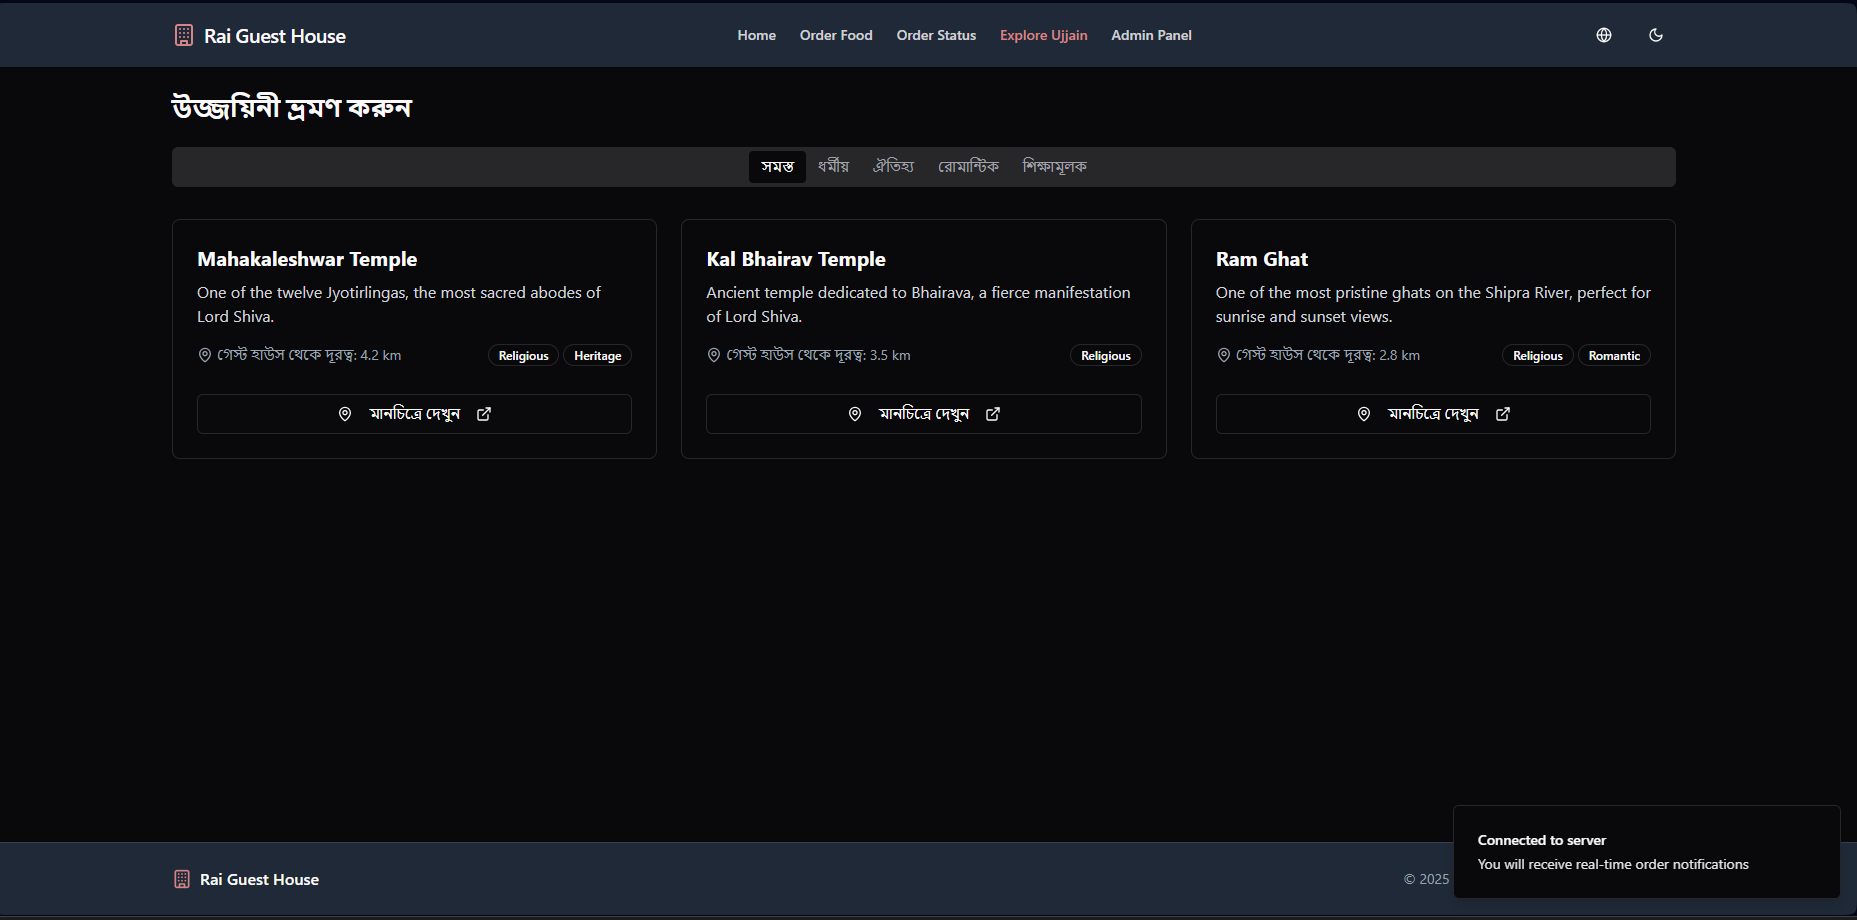 Rai Guest House
Home Order Food Order Status Explore Ujjain Admin Panel
উজ্জয়িনী ভ্রমণ করুন
সমস্ত ধর্মীয় ঐতিহ্য রোমান্টিক শিক্ষামূলক
Mahakaleshwar Temple
One of the twelve Jyotirlingas, the most sacred abodes of
Lord Shiva.
গেস্ট হাউস থেকে দূরত্ব: 4.2 km Religious Heritage
মানচিত্রে দেখুন
Kal Bhairav Temple
Ancient temple dedicated to Bhairava, a fierce manifestation
of Lord Shiva.
গেস্ট হাউস থেকে দূরত্ব: 3.5 km Religious
মানচিত্রে দেখুন
Ram Ghat
One of the most pristine ghats on the Shipra River, perfect for
sunrise and sunset views.
গেস্ট হাউস থেকে দূরত্ব: 2.8 km Religious Romantic
মানচিত্রে দেখুন
Connected to server
You will receive real-time order notifications
Rai Guest House
© 2025